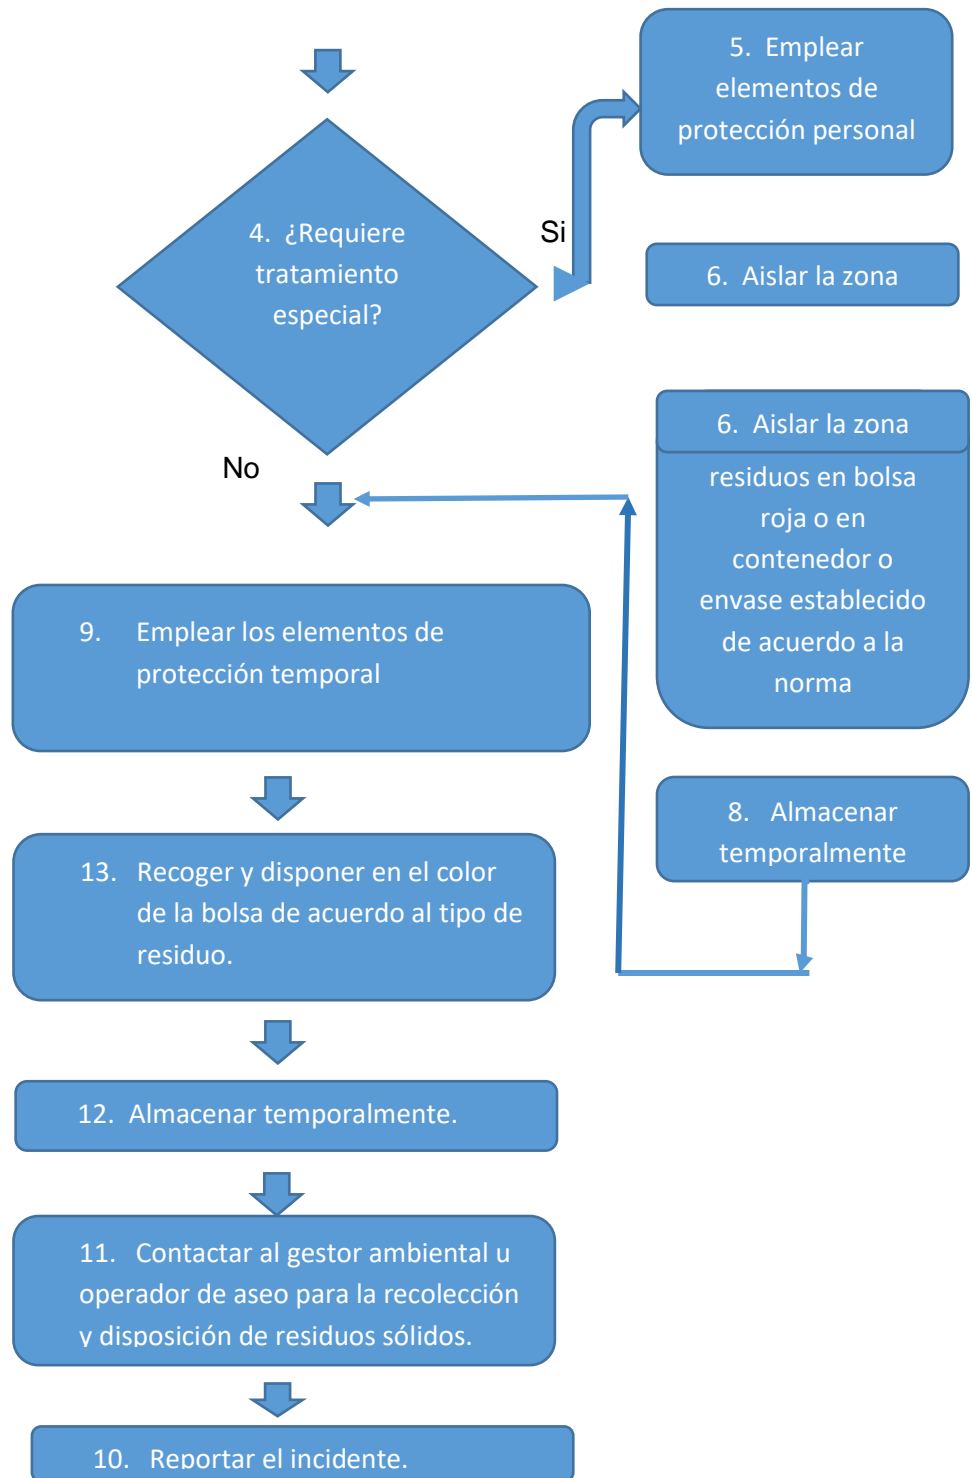 4. ¿Requiere
tratamiento
especial?
Si
No
5. Emplear
elementos de
protección personal
6. Aislar la zona
6. Aislar la zona
residuos en bolsa
roja o en
contenedor o
envase establecido
de acuerdo a la
norma
8. Almacenar
temporalmente
9. Emplear los elementos de
protección temporal
13. Recoger y disponer en el color
de la bolsa de acuerdo al tipo de
residuo.
12. Almacenar temporalmente.
11. Contactar al gestor ambiental u
operador de aseo para la recolección
y disposición de residuos sólidos.
10. Reportar el incidente.